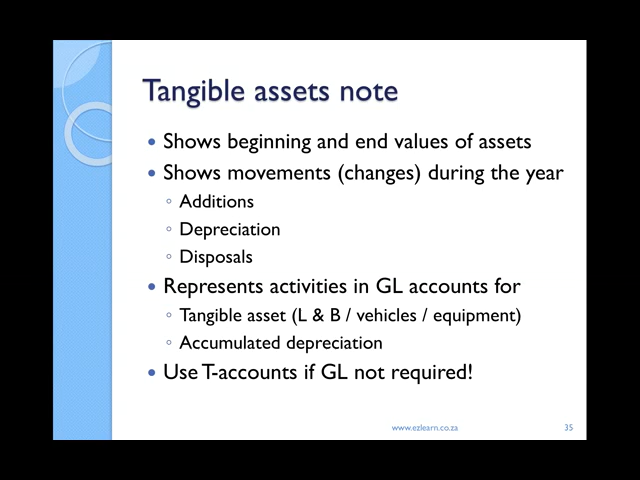 Tangible assets note
• Shows beginning and end values of assets
• Shows movements (changes) during the year
◦ Additions
◦ Depreciation
◦ Disposals
• Represents activities in GL accounts for
◦ Tangible asset (L & B / vehicles / equipment)
◦ Accumulated depreciation
• Use T-accounts if GL not required!
www.ezlearn.co.za
35